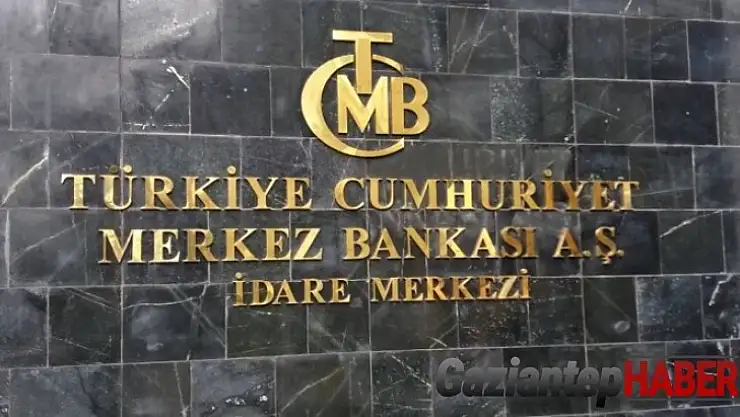 TCMB
TÜRKİYE CUMHURİYET
MERKEZ BANKASI A.Ş.
İDARE MERKEZİ
GaziantepHABER